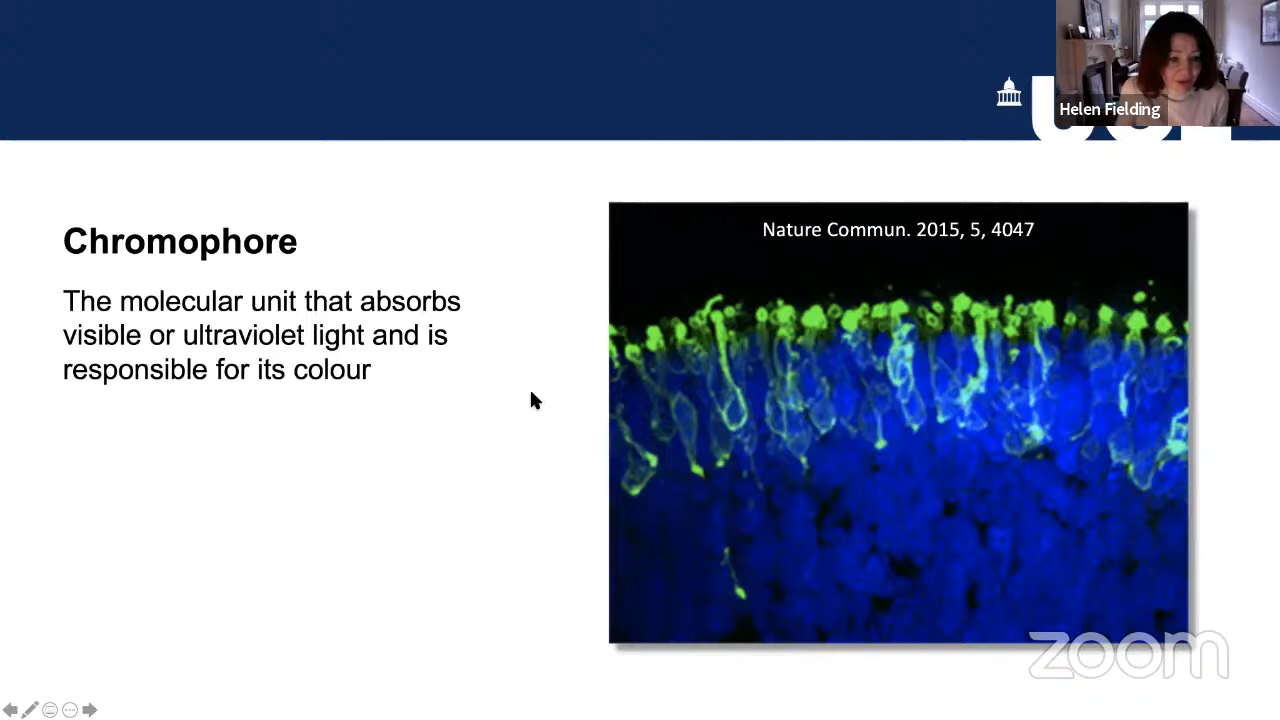 Helen Fielding
Chromophore
The molecular unit that absorbs
visible or ultraviolet light and is
responsible for its colour
Nature Commun. 2015, 5, 4047
zoom